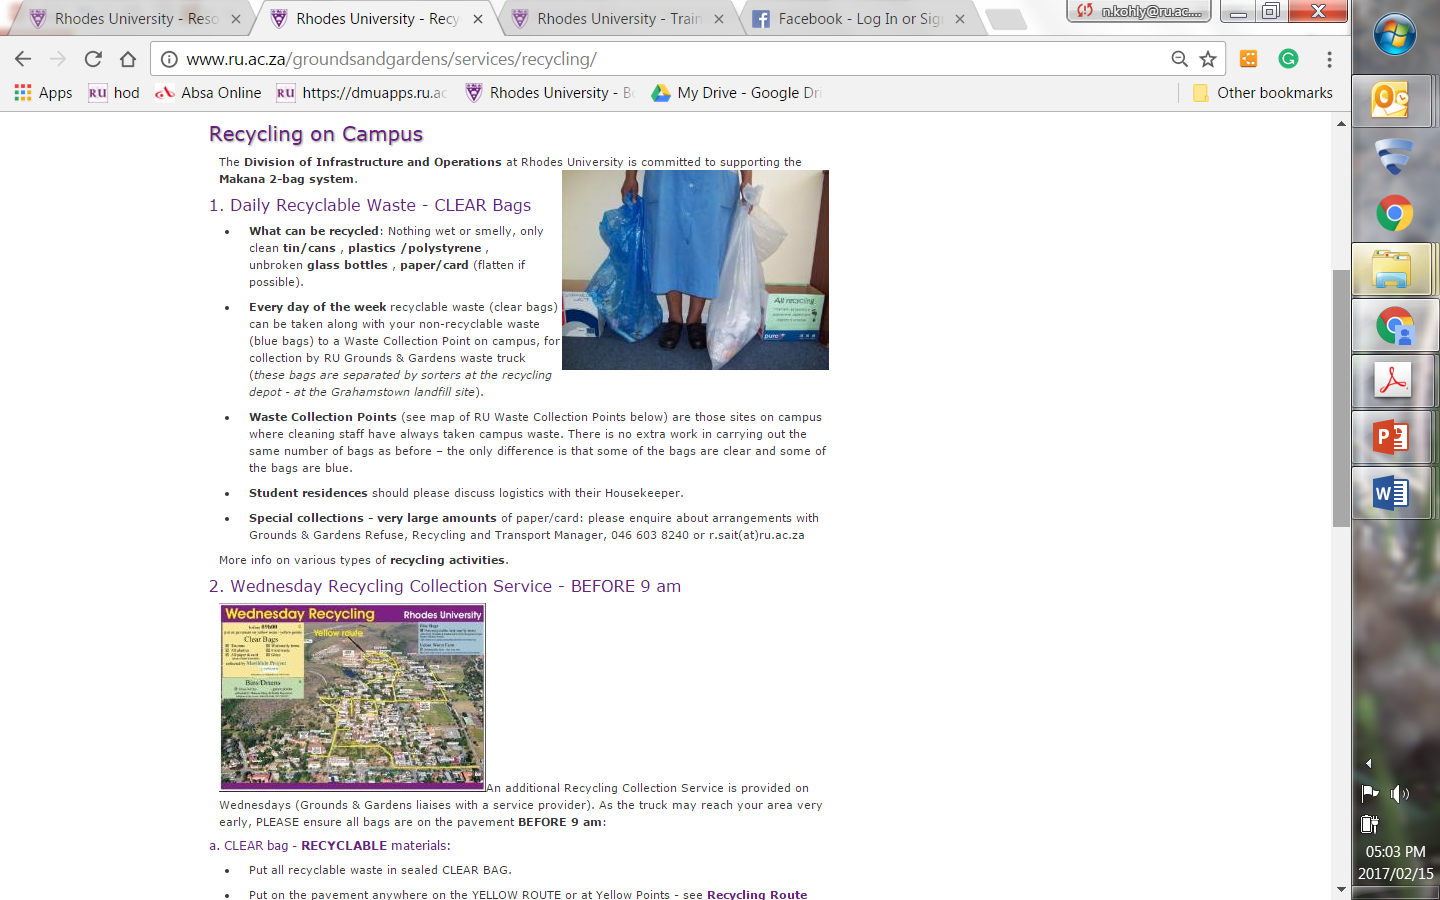 Rhodes University - Reso
Rhodes University - Recy
Rhodes University - Train
Facebook - Log In or Sig
n.kohly@ru.ac....
www.ru.ac.za/groundsandgardens/services/recycling/
Apps
RU hod
Absa Online
RU https://dmuapps.ru.ac
Rhodes University - Bo
My Drive - Google Dri
Other bookmarks
Recycling on Campus
The Division of Infrastructure and Operations at Rhodes University is committed to supporting the
Makana 2-bag system.
1. Daily Recyclable Waste - CLEAR Bags
• What can be recycled: Nothing wet or smelly, only
clean tin/cans , plastics /polystyrene ,
unbroken glass bottles , paper/card (flatten if
possible).
• Every day of the week recyclable waste (clear bags)
can be taken along with your non-recyclable waste
(blue bags) to a Waste Collection Point on campus, for
collection by RU Grounds & Gardens waste truck
(these bags are separated by sorters at the recycling
depot - at the Grahamstown landfill site).
All recycling
• Waste Collection Points (see map of RU Waste Collection Points below) are those sites on campus
where cleaning staff have always taken campus waste. There is no extra work in carrying out the
same number of bags as before – the only difference is that some of the bags are clear and some of
the bags are blue.
• Student residences should please discuss logistics with their Housekeeper.
• Special collections - very large amounts of paper/card: please enquire about arrangements with
Grounds & Gardens Refuse, Recycling and Transport Manager, 046 603 8240 or r.sait(at)ru.ac.za
More info on various types of recycling activities.
2. Wednesday Recycling Collection Service - BEFORE 9 am
Wednesday Recycling
Rhodes University
Yellow route
Clear Bags
Bins/Drums
An additional Recycling Collection Service is provided on
Wednesdays (Grounds & Gardens liaises with a service provider). As the truck may reach your area very
early, PLEASE ensure all bags are on the pavement BEFORE 9 am:
a. CLEAR bag - RECYCLABLE materials:
• Put all recyclable waste in sealed CLEAR BAG.
• Put on the pavement anywhere on the YELLOW ROUTE or at Yellow Points - see Recycling Route
05:03 PM
2017/02/15